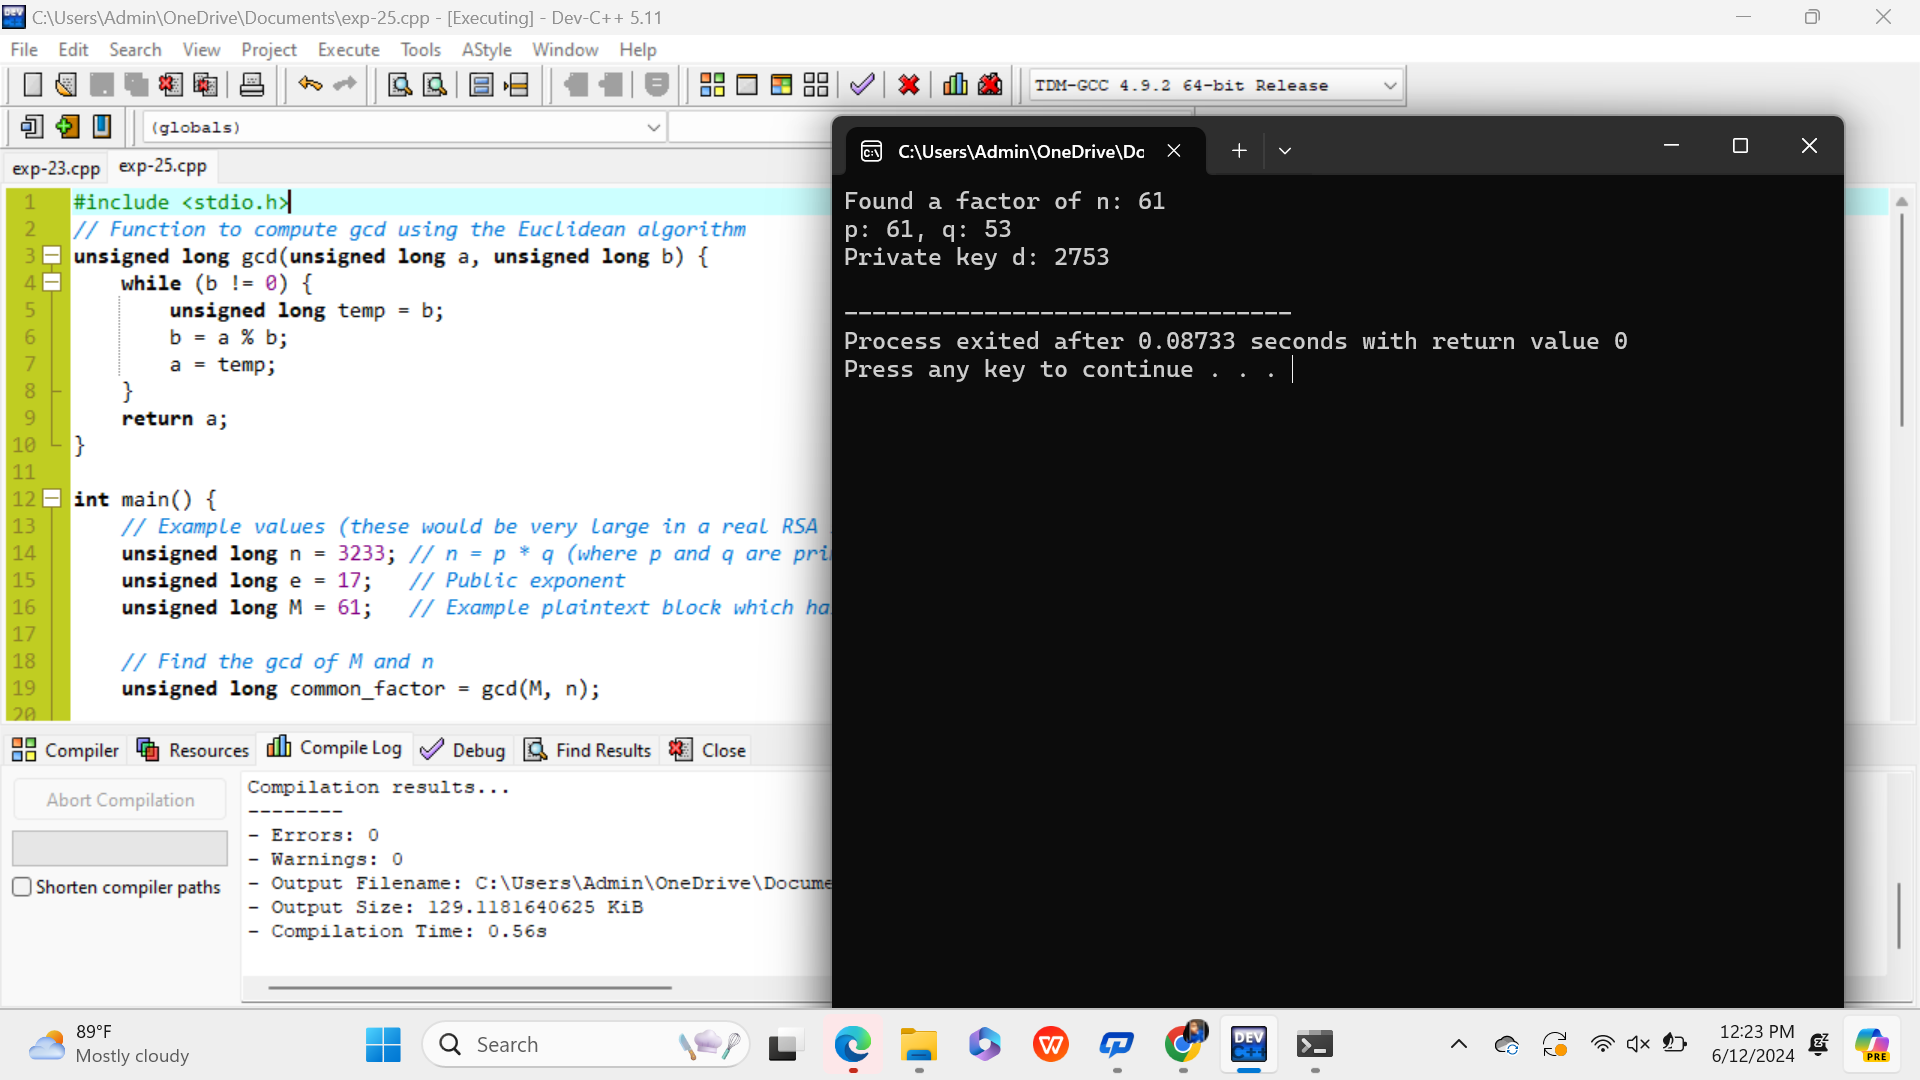 C:\Users\Admin\OneDrive\Documents\exp-25.cpp - [Executing] - Dev-C++ 5.11
File Edit Search View Project Execute Tools AStyle Window Help
TDM-GCC 4.9.2 64-bit Release
(globals)
exp-23.cpp exp-25.cpp
1 #include <stdio.h>
2 // Function to compute gcd using the Euclidean algorithm
3 unsigned long gcd(unsigned long a, unsigned long b) {
4 while (b != 0) {
5 unsigned long temp = b;
6 b = a % b;
7 a = temp;
8 }
9 return a;
10 }
11
12 int main() {
13 // Example values (these would be very large in a real RSA
14 unsigned long n = 3233; // n = p * q (where p and q are pri
15 unsigned long e = 17; // Public exponent
16 unsigned long M = 61; // Example plaintext block which ha
17
18 // Find the gcd of M and n
19 unsigned long common_factor = gcd(M, n);
20
C:\Users\Admin\OneDrive\Do
Found a factor of n: 61
p: 61, q: 53
Private key d: 2753
--------------------------------
Process exited after 0.08733 seconds with return value 0
Press any key to continue . . .
Compiler Resources Compile Log Debug Find Results Close
Abort Compilation
Shorten compiler paths
Compilation results...
--------
- Errors: 0
- Warnings: 0
- Output Filename: C:\Users\Admin\OneDrive\Docume
- Output Size: 129.1181640625 KiB
- Compilation Time: 0.56s
89°F
Mostly cloudy
Search
DEV
C++
PRE
12:23 PM
6/12/2024